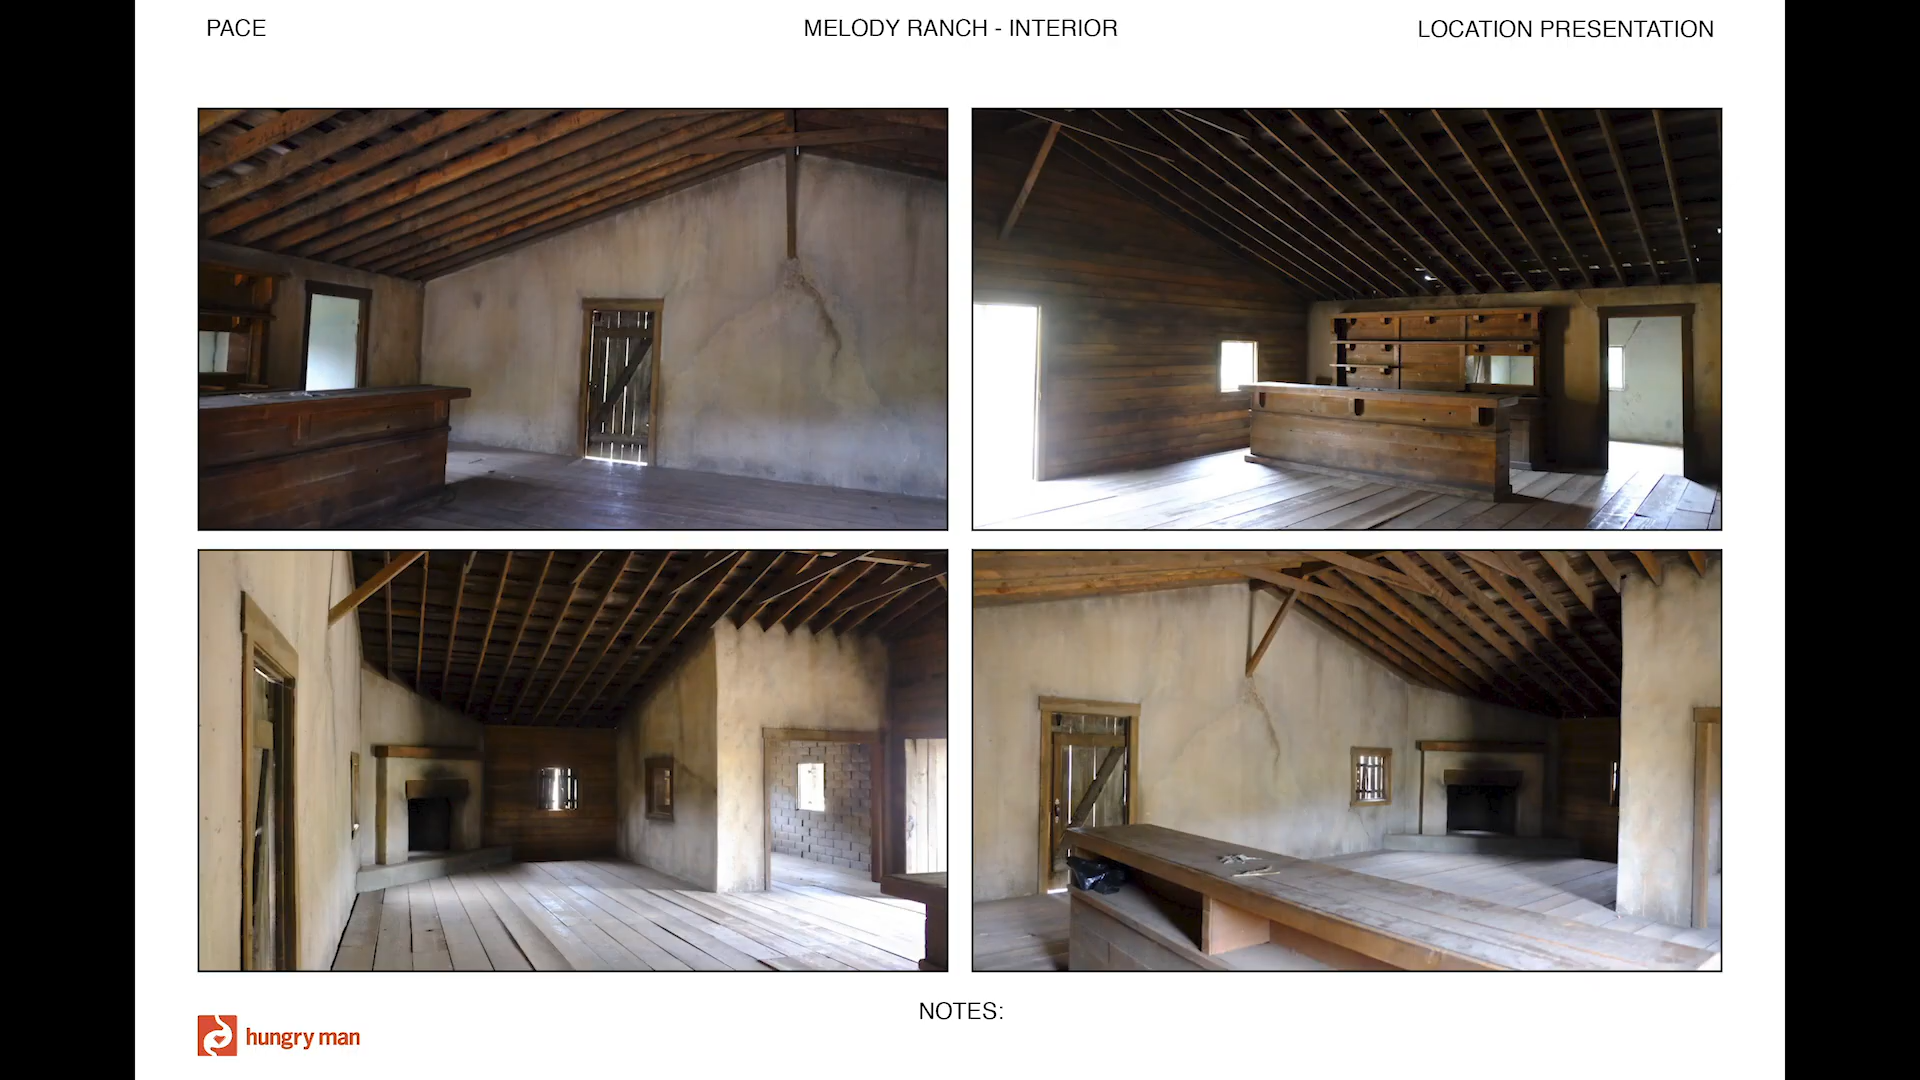 PACE
MELODY RANCH - INTERIOR
LOCATION PRESENTATION
NOTES:
hungry man